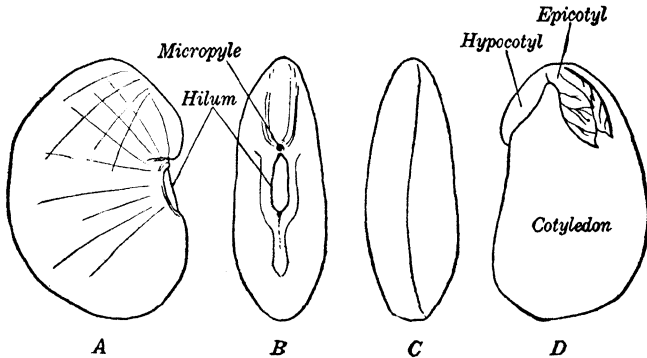 Epicotyl
Hypocotyl
Micropyle
Hilum
Cotyledon
A B C D